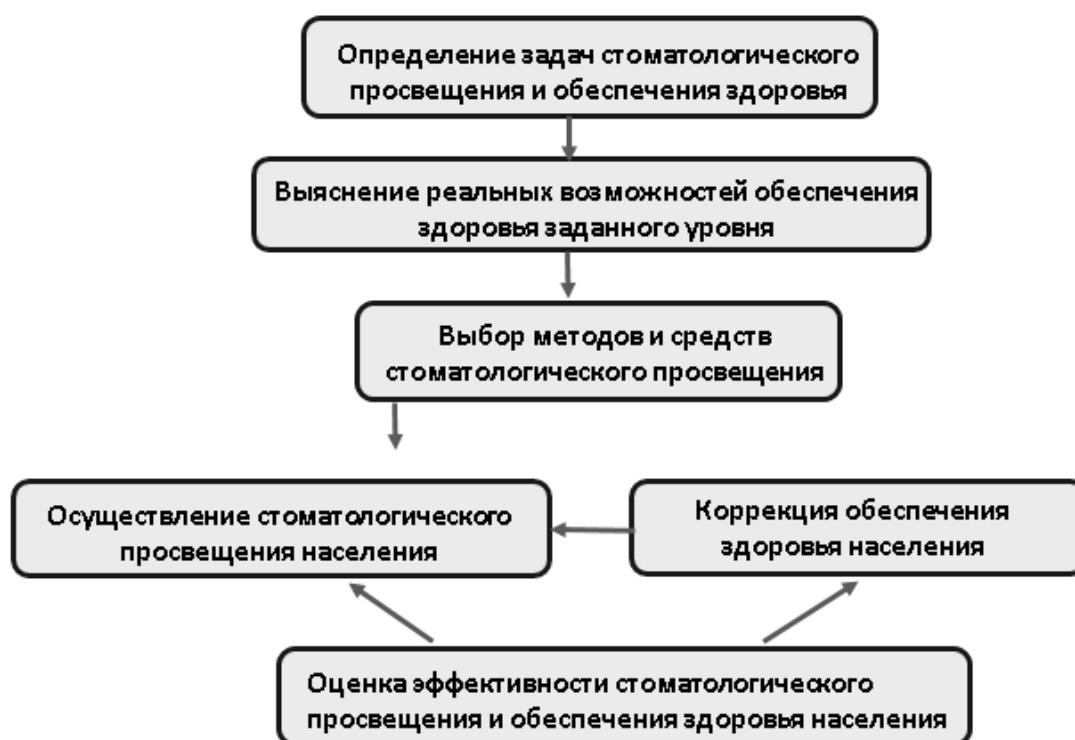 Определение задач стоматологического
просвещения и обеспечения здоровья
Выяснение реальных возможностей обеспечения
здоровья заданного уровня
Выбор методов и средств
стоматологического просвещения
Осуществление стоматологического
просвещения населения
Коррекция обеспечения
здоровья населения
Оценка эффективности стоматологического
просвещения и обеспечения здоровья населения